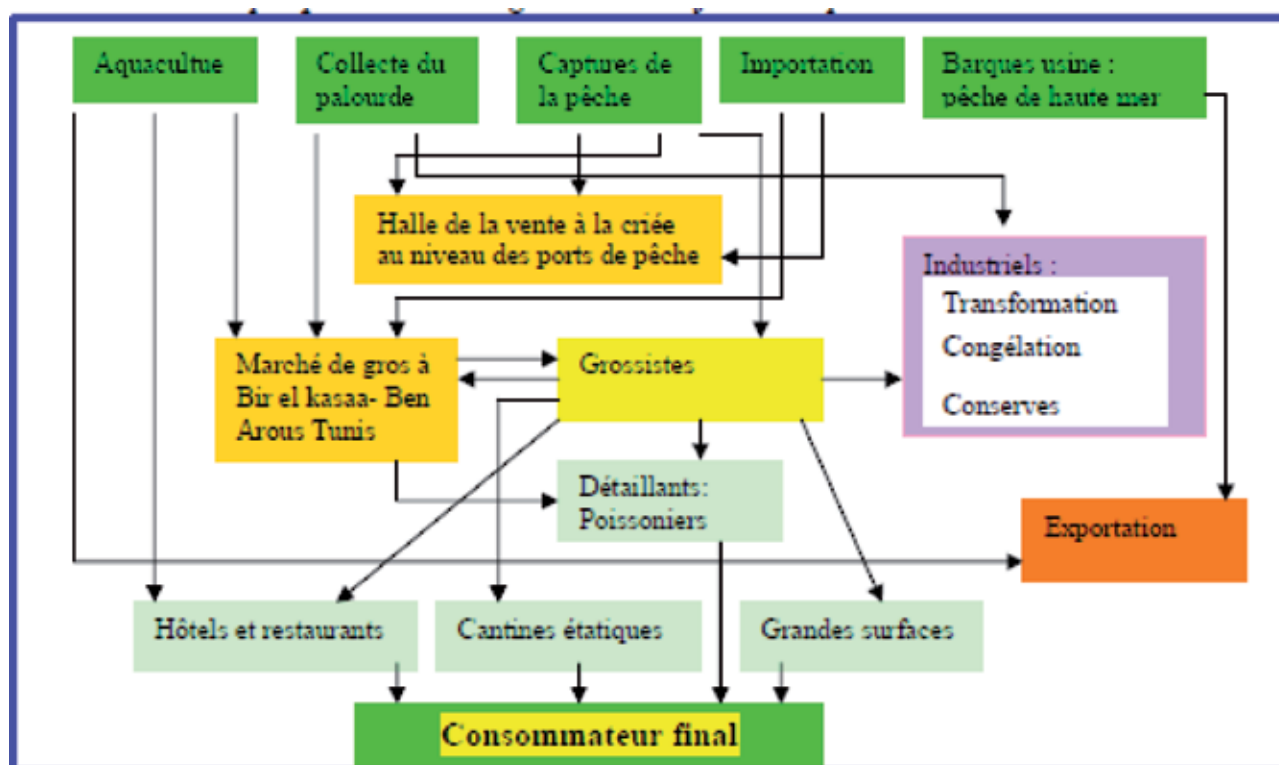 Aquacultue
Collecte du
palourde
Captures de
la pêche
Importation
Barques usine :
pêche de haute mer
Halle de la vente à la criée
au niveau des ports de pêche
Industriels :
Transformation
Congélation
Conserves
Marché de gros à
Bir el kasaa- Ben
Arous Tunis
Grossistes
Détaillants:
Poissoniers
Exportation
Hôtels et restaurants
Cantines étatiques
Grandes surfaces
Consommateur final